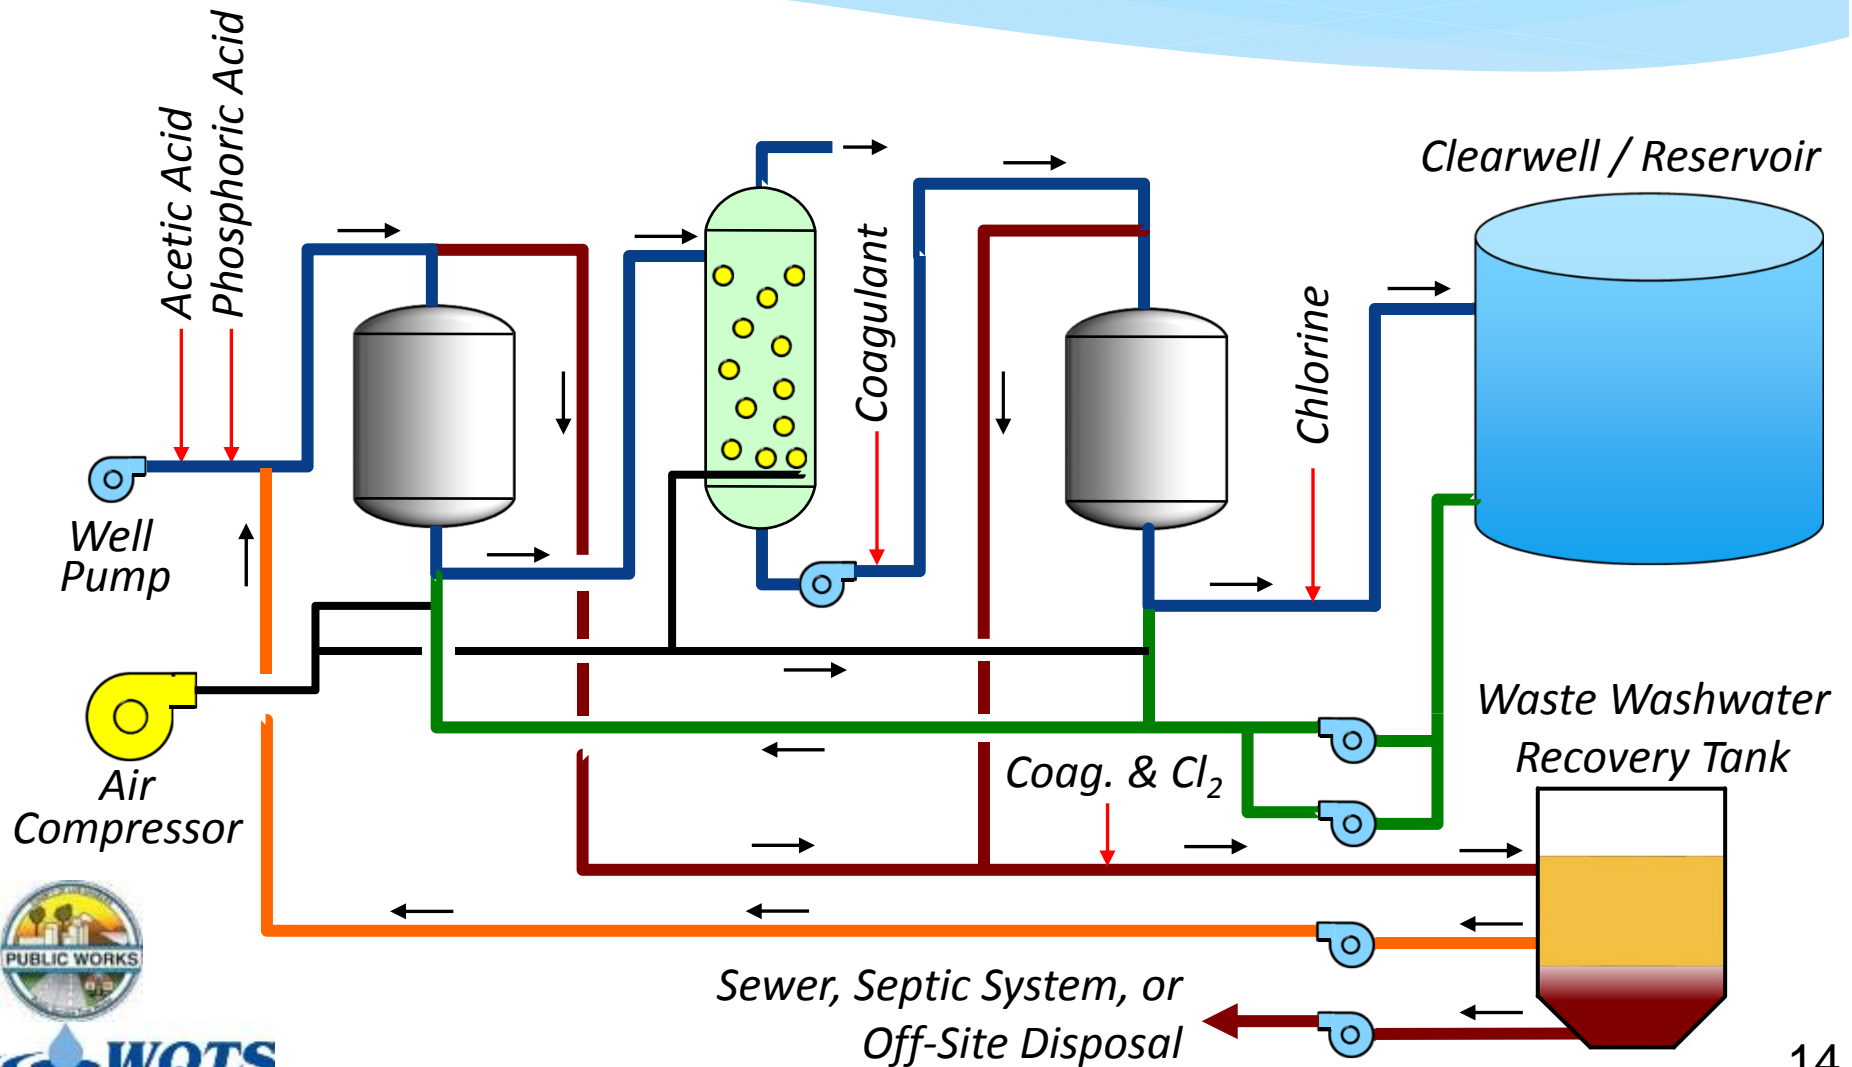 Acetic Acid
Phosphoric Acid
Clearwell / Reservoir
Coagulant
Chlorine
Well
Pump
Air
Compressor
Waste Washwater
Recovery Tank
Coag. & Cl₂
Sewer, Septic System, or
Off-Site Disposal
PUBLIC WORKS
WQTS
14